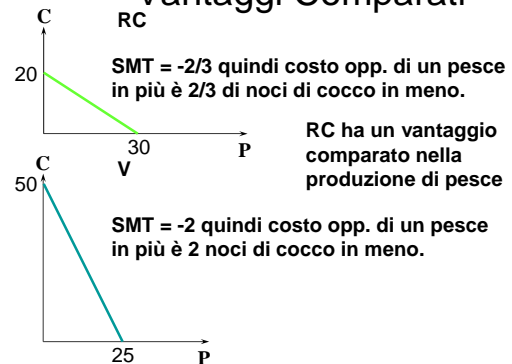 Vantaggi Comparati
C
RC
20
SMT = -2/3 quindi costo opp. di un pesce
in più è 2/3 di noci di cocco in meno.
30
P
RC ha un vantaggio
comparato nella
produzione di pesce
C
V
50
SMT = -2 quindi costo opp. di un pesce
in più è 2 noci di cocco in meno.
25
P